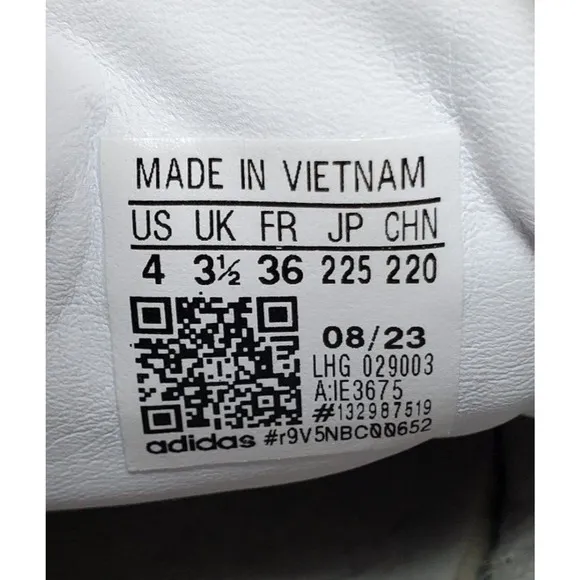 MADE IN VIETNAM
US UK FR JP CHN
4 3½ 36 225 220
08/23
LHG 029003
A:IE3675
#132987519
adidas #r9V5NBC00652